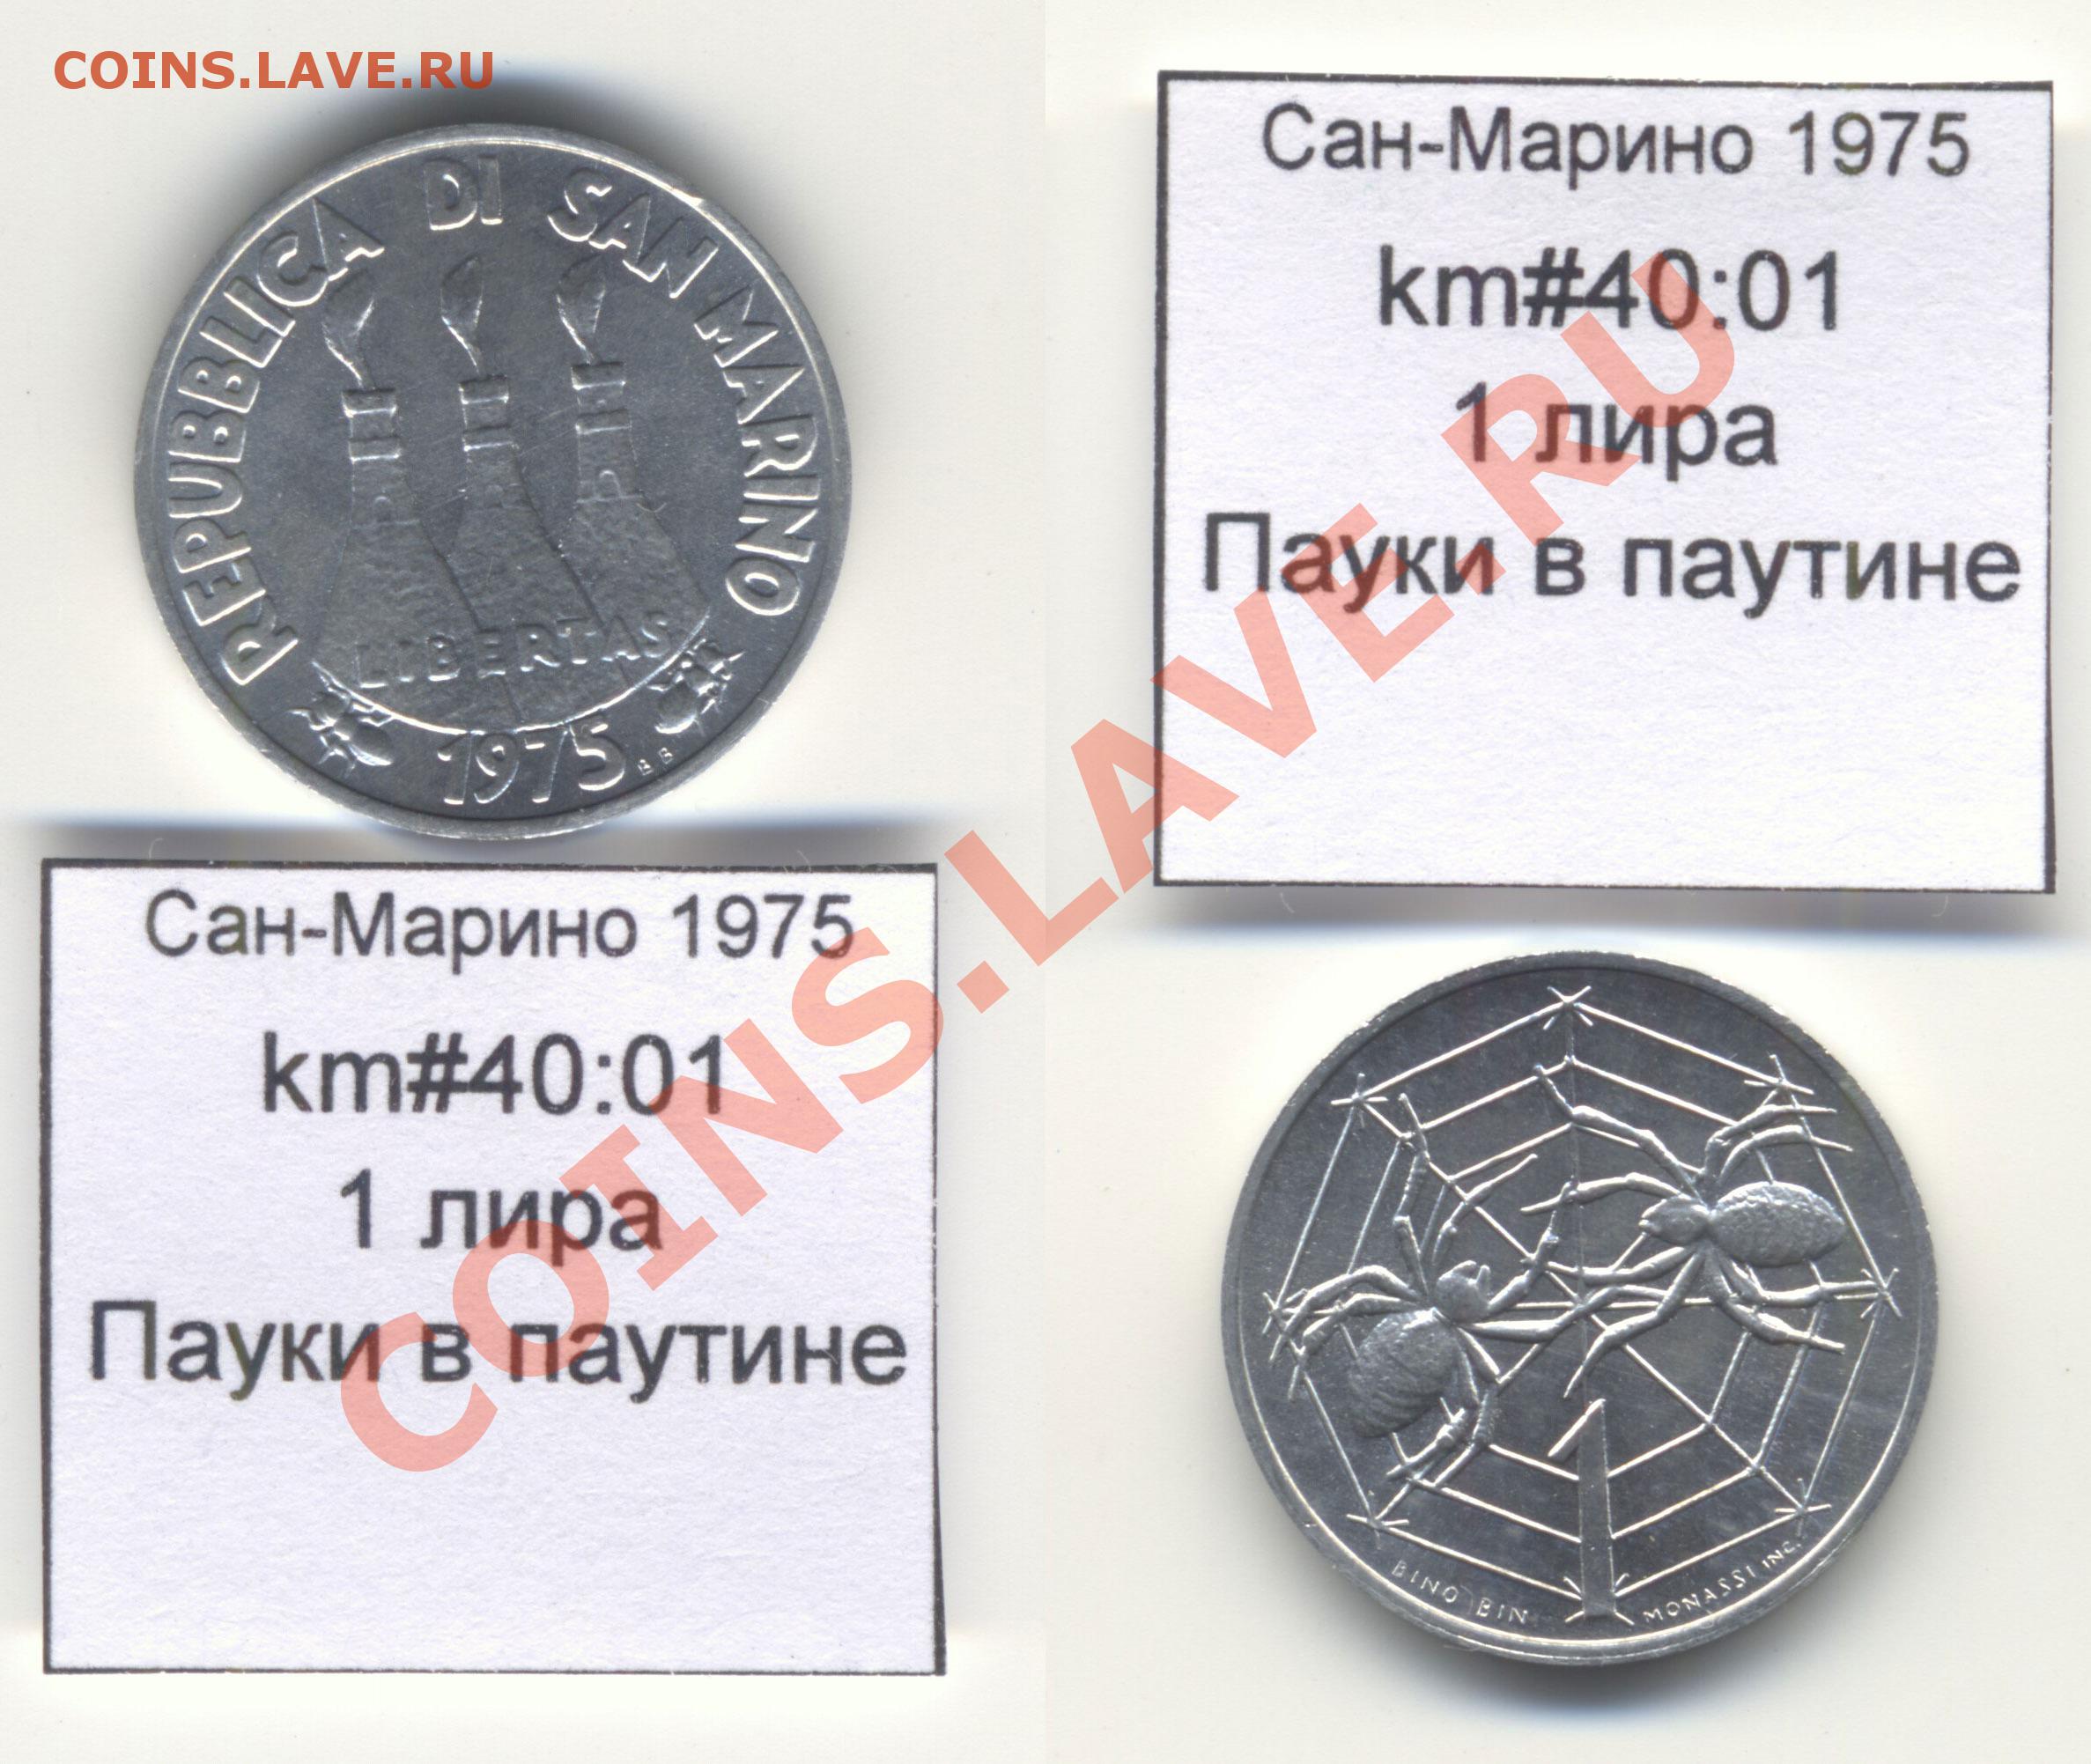 COINS.LAVE.RU
REPUBBLICA DI SAN MARINO
LIBERTAS
1975
B B
Сан-Марино 1975
km#40:01
1 лира
Пауки в паутине
Сан-Марино 1975
km#40:01
1 лира
Пауки в паутине
1
BINO BINI
MONASSI INC.
COINS.LAVE.RU